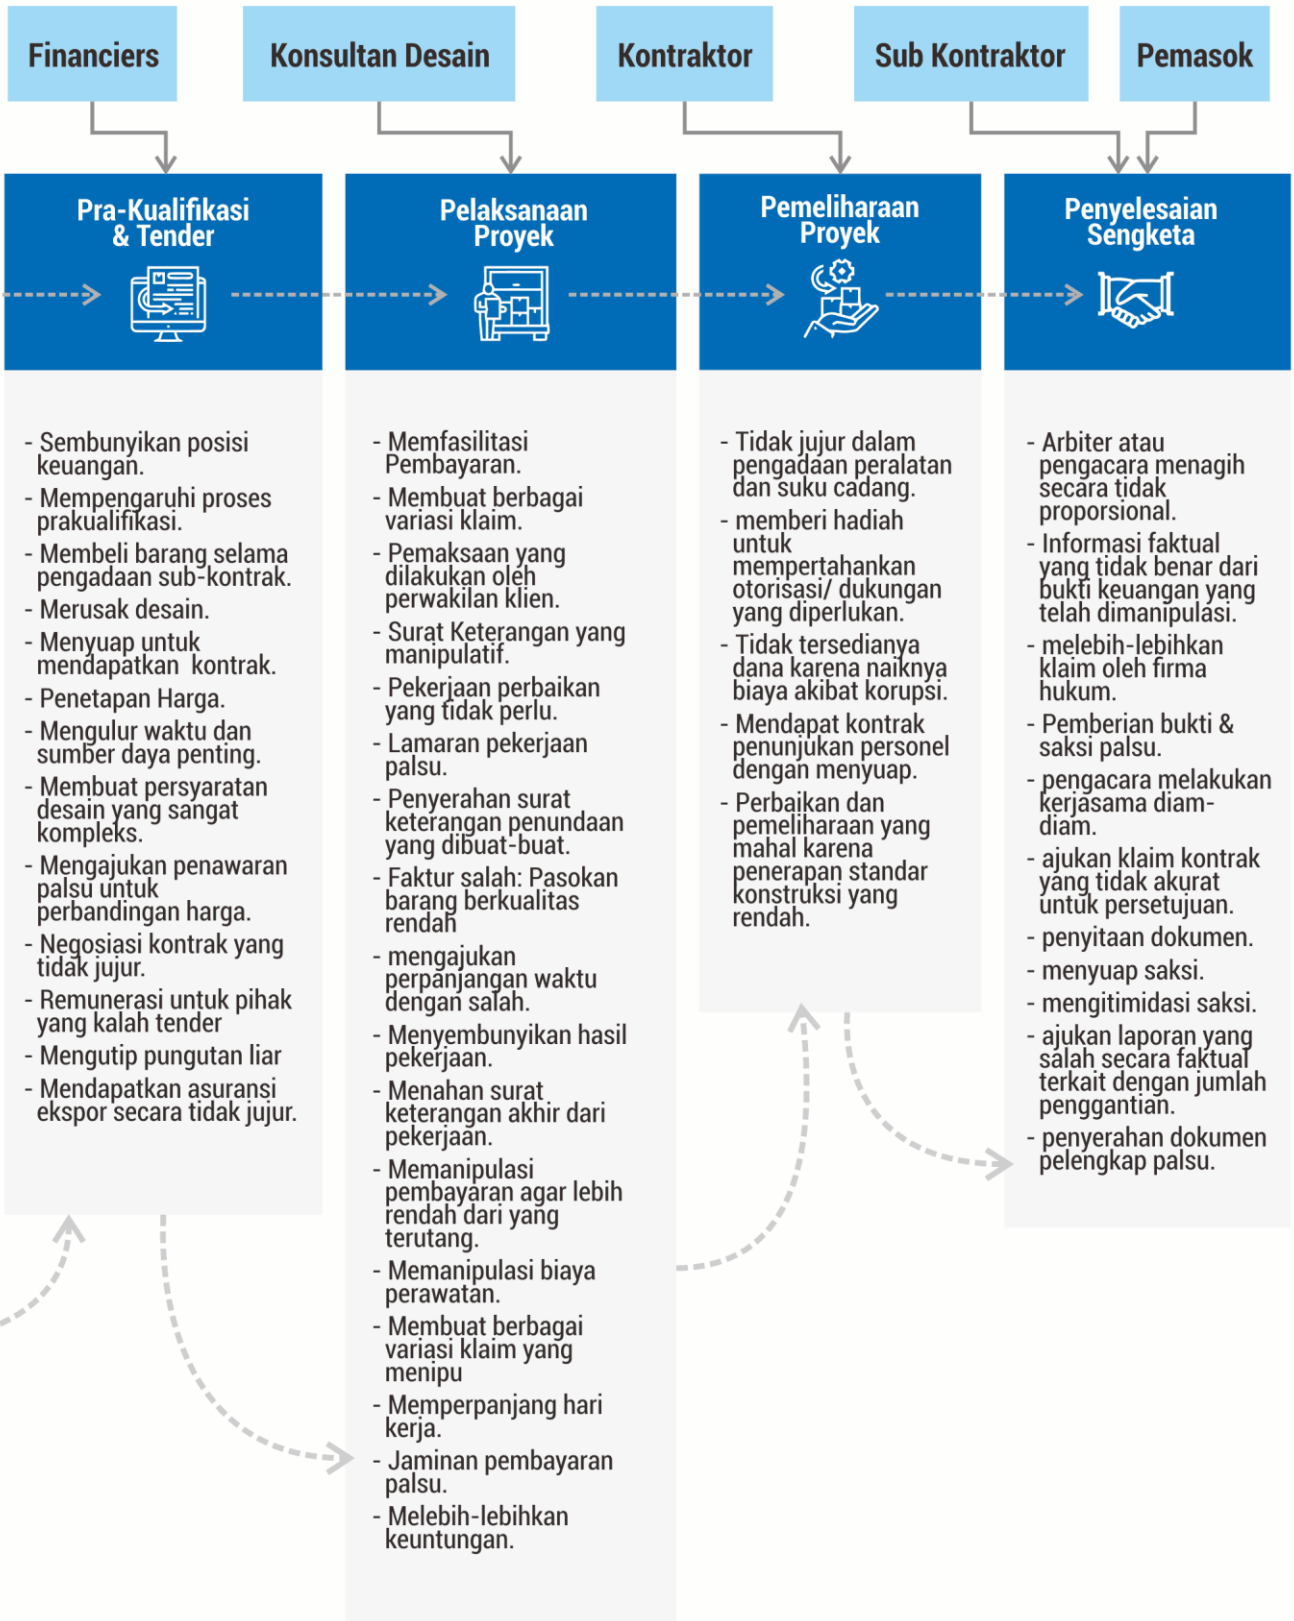 Financiers
Konsultan Desain
Kontraktor
Sub Kontraktor
Pemasok
Pra-Kualifikasi
& Tender
- Sembunyikan posisi
keuangan.
- Mempengaruhi proses
prakualifikasi.
- Membeli barang selama
pengadaan sub-kontrak.
- Merusak desain.
- Menyuap untuk
mendapatkan kontrak.
- Penetapan Harga.
- Mengulur waktu dan
sumber daya penting.
- Membuat persyaratan
desain yang sangat
kompleks.
- Mengajukan penawaran
palsu untuk
perbandingan harga.
- Negosiasi kontrak yang
tidak jujur.
- Remunerasi untuk pihak
yang kalah tender
- Mengutip pungutan liar
- Mendapatkan asuransi
ekspor secara tidak jujur.
Pelaksanaan
Proyek
- Memfasilitasi
Pembayaran.
- Membuat berbagai
variasi klaim.
- Pemaksaan yang
dilakukan oleh
perwakilan klien.
- Surat Keterangan yang
manipulatif.
- Pekerjaan perbaikan
yang tidak perlu.
- Lamaran pekerjaan
palsu.
- Penyerahan surat
keterangan penundaan
yang dibuat-buat.
- Faktur salah: Pasokan
barang berkualitas
rendah
- mengajukan
perpanjangan waktu
dengan salah.
- Menyembunyikan hasil
pekerjaan.
- Menahan surat
keterangan akhir dari
pekerjaan.
- Memanipulasi
pembayaran agar lebih
rendah dari yang
terutang.
- Memanipulasi biaya
perawatan.
- Membuat berbagai
variasi klaim yang
menipu
- Memperpanjang hari
kerja.
- Jaminan pembayaran
palsu.
- Melebih-lebihkan
keuntungan.
Pemeliharaan
Proyek
- Tidak jujur dalam
pengadaan peralatan
dan suku cadang.
- memberi hadiah
untuk
mempertahankan
otorisasi/ dukungan
yang diperlukan.
- Tidak tersedianya
dana karena naiknya
biaya akibat korupsi.
- Mendapat kontrak
penunjukan personel
dengan menyuap.
- Perbaikan dan
pemeliharaan yang
mahal karena
penerapan standar
konstruksi yang
rendah.
Penyelesaian
Sengketa
- Arbiter atau
pengacara menagih
secara tidak
proporsional.
- Informasi faktual
yang tidak benar dari
bukti keuangan yang
telah dimanipulasi.
- melebih-lebihkan
klaim oleh firma
hukum.
- Pemberian bukti &
saksi palsu.
- pengacara melakukan
kerjasama diam-
diam.
- ajukan klaim kontrak
yang tidak akurat
untuk persetujuan.
- penyitaan dokumen.
- menyuap saksi.
- mengitimidasi saksi.
- ajukan laporan yang
salah secara faktual
terkait dengan jumlah
penggantian.
- penyerahan dokumen
pelengkap palsu.